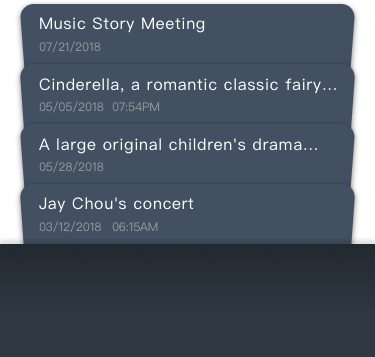 Music Story Meeting
07/21/2018
Cinderella, a romantic classic fairy...
05/05/2018 07:54PM
A large original children's drama...
05/28/2018
Jay Chou's concert
03/12/2018 06:15AM